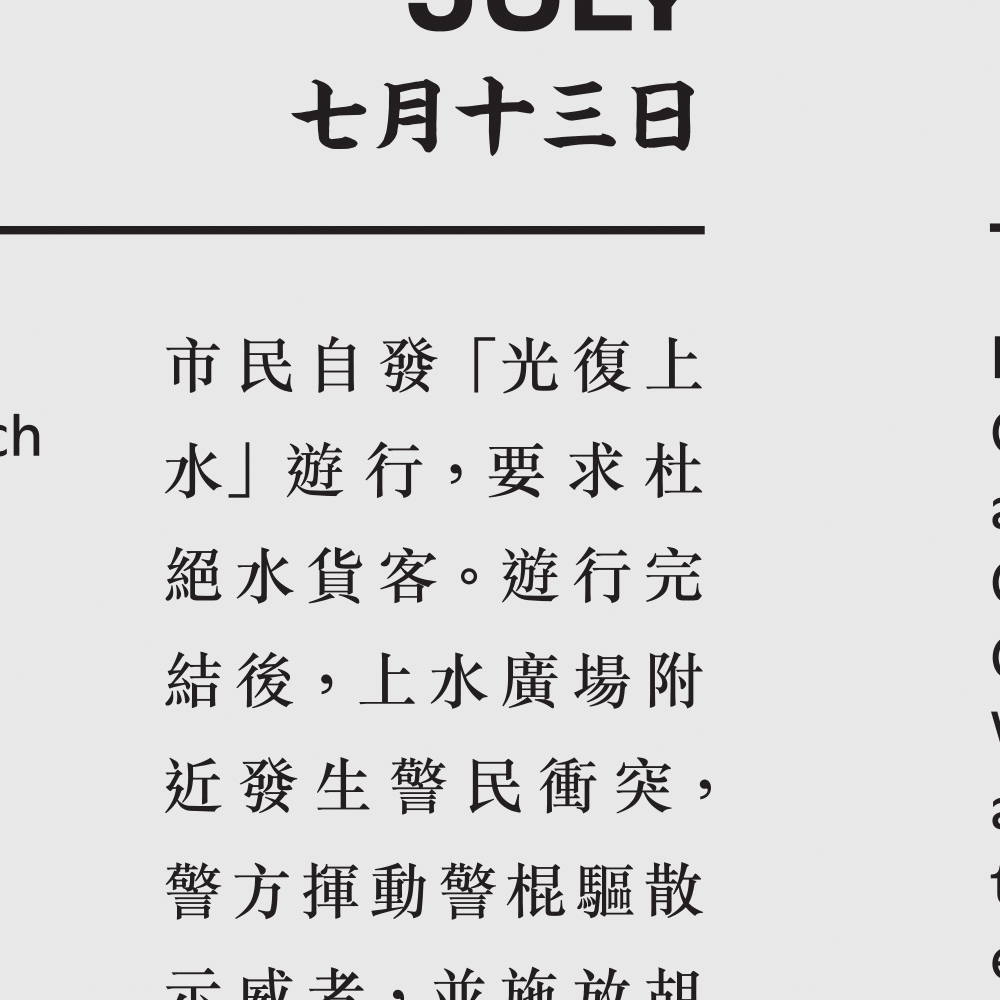 JULY
七月十三日
市民自發「光復上
水」遊行，要求杜
絕水貨客。遊行完
結後，上水廣場附
近發生警民衝突，
警方揮動警棍驅散
示威者，並施放胡
ch